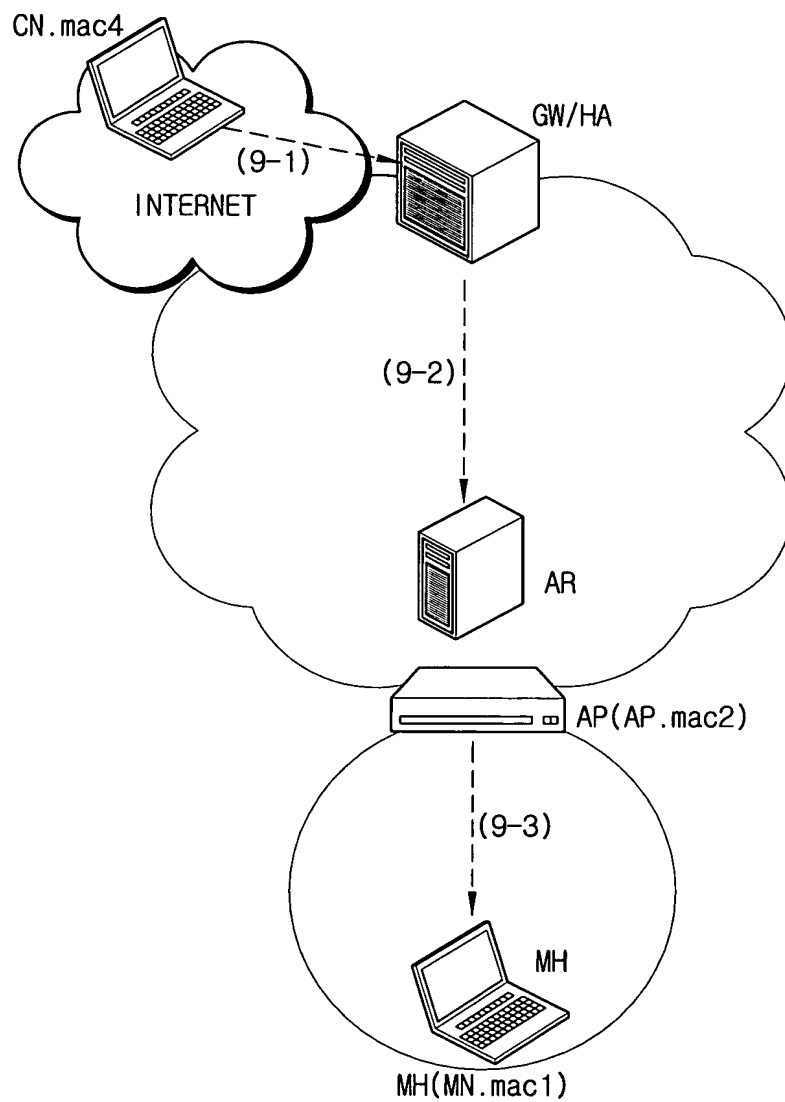 CN.mac4
GW/HA
(9-1)
INTERNET
(9-2)
AR
AP(AP.mac2)
(9-3)
MH
MH(MN.mac1)